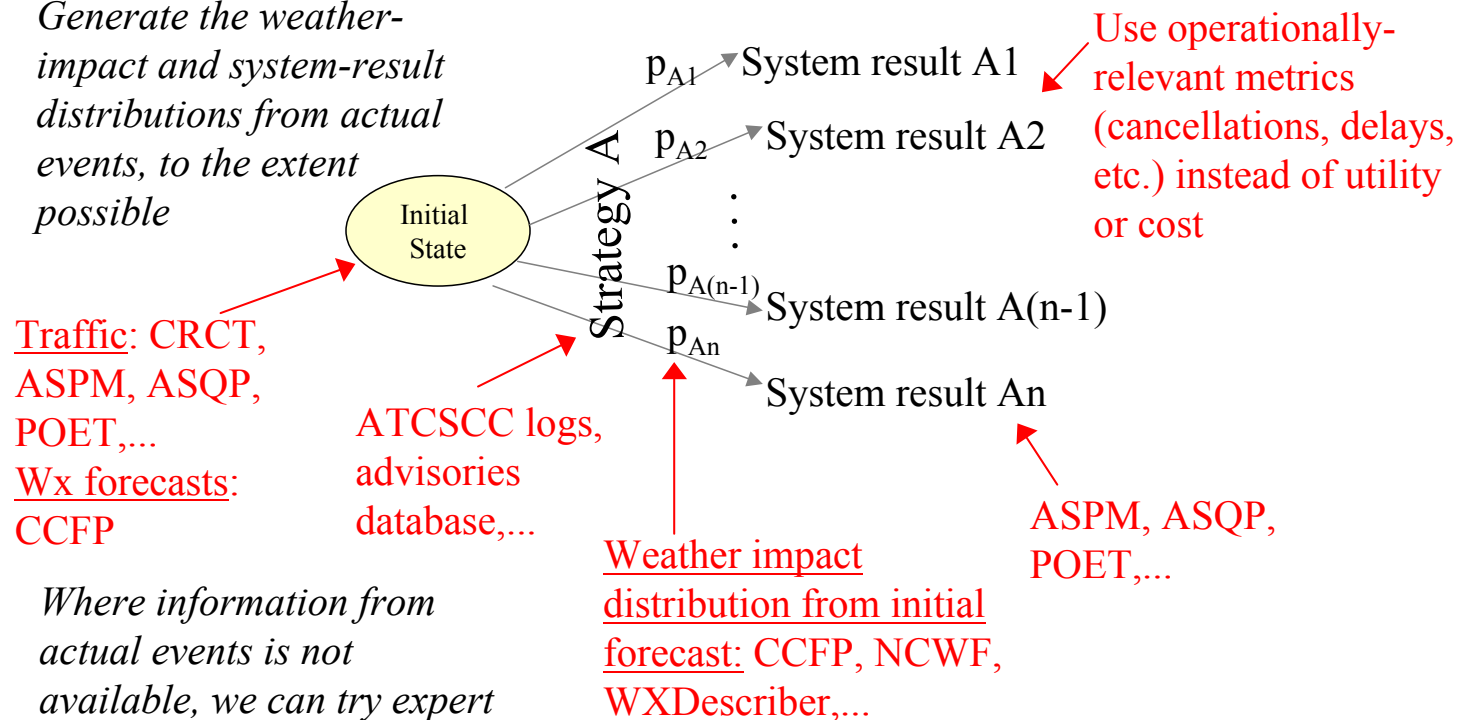 Generate the weather-
impact and system-result
distributions from actual
events, to the extent
possible
Initial
State
Strategy A
p_A1
System result A1
p_A2
System result A2
. . .
p_A(n-1)
System result A(n-1)
p_An
System result An
Use operationally-
relevant metrics
(cancellations, delays,
etc.) instead of utility
or cost
Traffic: CRCT,
ASPM, ASQP,
POET,...
Wx forecasts:
CCFP
ATCSCC logs,
advisories
database,...
Weather impact
distribution from initial
forecast: CCFP, NCWF,
WXDescriber,...
ASPM, ASQP,
POET,...
Where information from
actual events is not
available, we can try expert